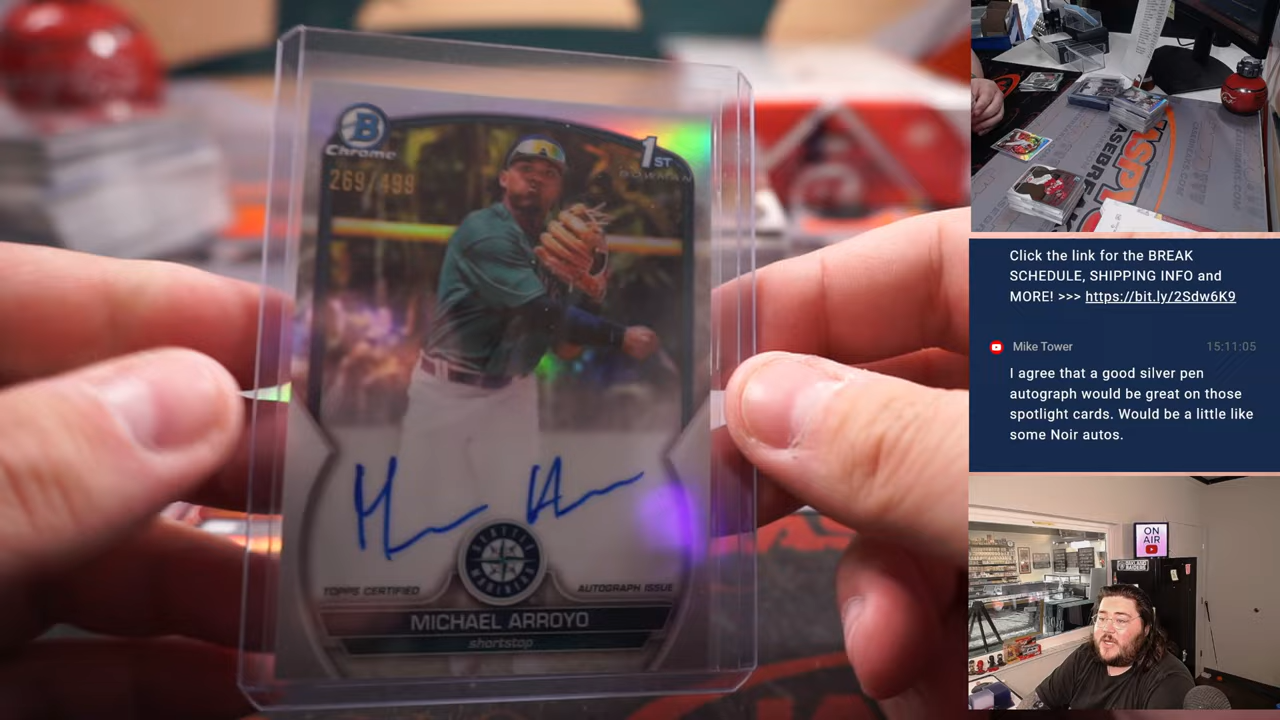 B
Chrome
1ST
BOWMAN
269/499
SEATTLE
MARINERS
TOPPS CERTIFIED
AUTOGRAPH ISSUE
MICHAEL ARROYO
shortstop
Click the link for the BREAK
SCHEDULE, SHIPPING INFO and
MORE! >>> https://bit.ly/2Sdw6K9
Mike Tower
15:11:05
I agree that a good silver pen
autograph would be great on those
spotlight cards. Would be a little like
some Noir autos.
ON
AIR